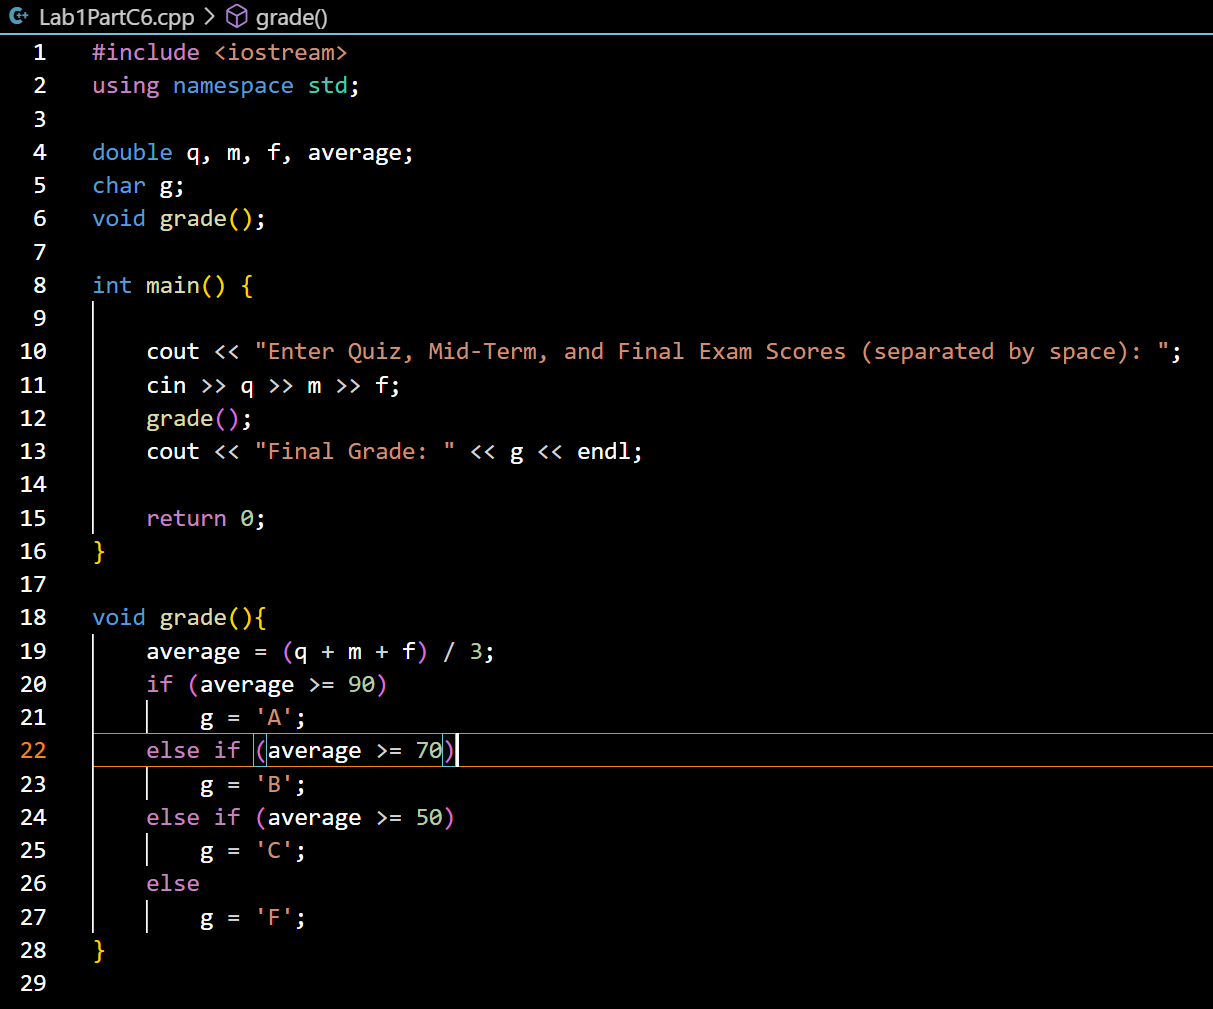 Lab1PartC6.cpp > grade()
1 #include <iostream>
2 using namespace std;
3
4 double q, m, f, average;
5 char g;
6 void grade();
7
8 int main() {
9
10     cout << "Enter Quiz, Mid-Term, and Final Exam Scores (separated by space): ";
11     cin >> q >> m >> f;
12     grade();
13     cout << "Final Grade: " << g << endl;
14
15     return 0;
16 }
17
18 void grade(){
19     average = (q + m + f) / 3;
20     if (average >= 90)
21         g = 'A';
22     else if (average >= 70)
23         g = 'B';
24     else if (average >= 50)
25         g = 'C';
26     else
27         g = 'F';
28 }
29